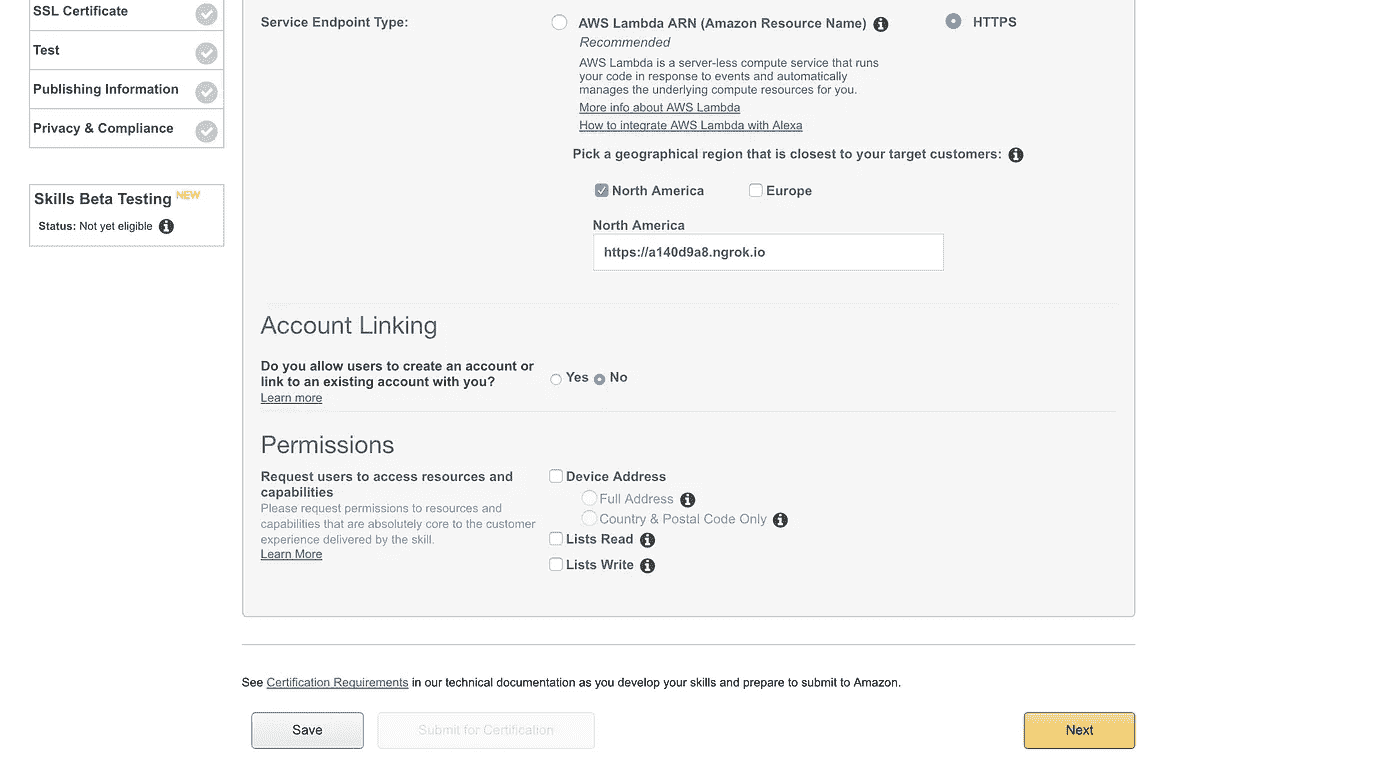 SSL Certificate
Test
Publishing Information
Privacy & Compliance
Skills Beta Testing NEW
Status: Not yet eligible
Service Endpoint Type:
AWS Lambda ARN (Amazon Resource Name)
HTTPS
Recommended
AWS Lambda is a server-less compute service that runs
your code in response to events and automatically
manages the underlying compute resources for you.
More info about AWS Lambda
How to integrate AWS Lambda with Alexa
Pick a geographical region that is closest to your target customers:
North America
Europe
North America
https://a140d9a8.ngrok.io
Account Linking
Do you allow users to create an account or
link to an existing account with you?
Learn more
Yes
No
Permissions
Request users to access resources and
capabilities
Please request permissions to resources and
capabilities that are absolutely core to the customer
experience delivered by the skill.
Learn More
Device Address
Full Address
Country & Postal Code Only
Lists Read
Lists Write
See Certification Requirements in our technical documentation as you develop your skills and prepare to submit to Amazon.
Save
Submit for Certification
Next